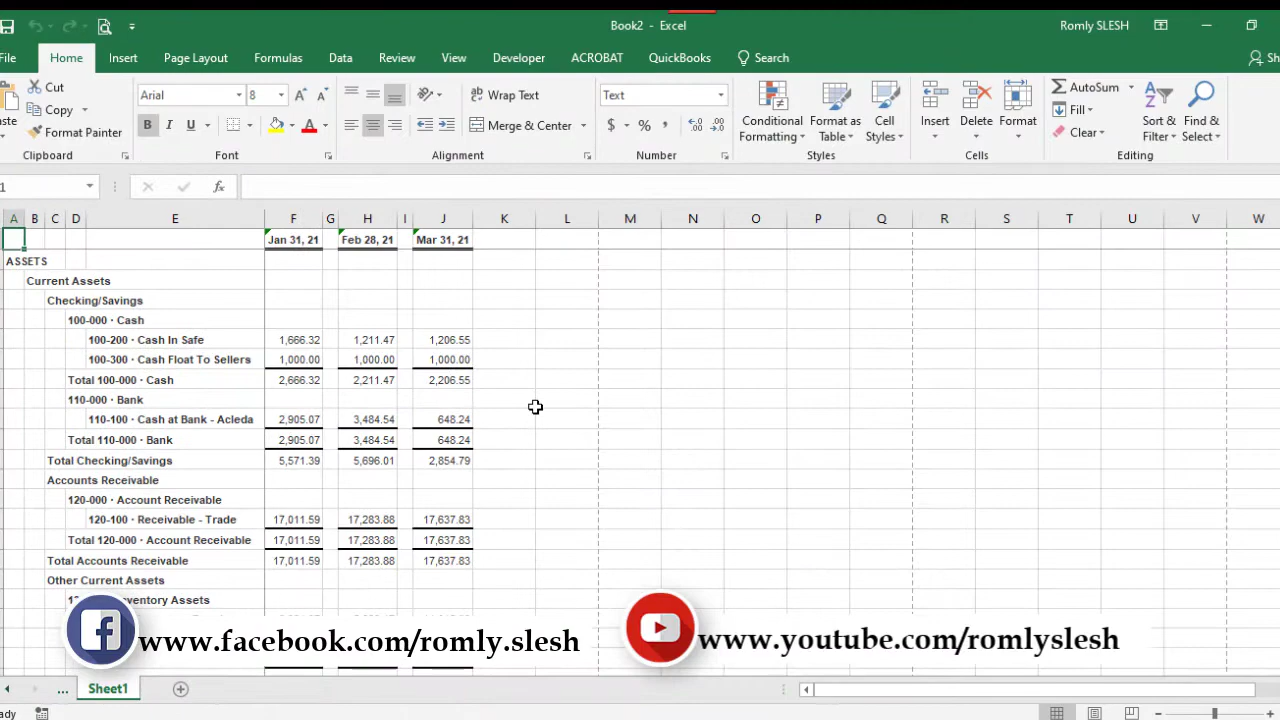 Book2 - Excel
Romly SLESH
File Home Insert Page Layout Formulas Data Review View Developer ACROBAT QuickBooks Search
Cut
Copy
Format Painter
Clipboard
Arial 8
Font
Wrap Text
Merge & Center
Alignment
Text
Number
Conditional Formatting
Format as Table
Cell Styles
Styles
Insert Delete Format
Cells
AutoSum
Fill
Clear
Sort & Filter
Find & Select
Editing
A B C D E F G H I J K L M N O P Q R S T U V W
Jan 31, 21 Feb 28, 21 Mar 31, 21
ASSETS
Current Assets
Checking/Savings
100-000 · Cash
100-200 · Cash In Safe 1,666.32 1,211.47 1,206.55
100-300 · Cash Float To Sellers 1,000.00 1,000.00 1,000.00
Total 100-000 · Cash 2,666.32 2,211.47 2,206.55
110-000 · Bank
110-100 · Cash at Bank - Acleda 2,905.07 3,484.54 648.24
Total 110-000 · Bank 2,905.07 3,484.54 648.24
Total Checking/Savings 5,571.39 5,696.01 2,854.79
Accounts Receivable
120-000 · Account Receivable
120-100 · Receivable - Trade 17,011.59 17,283.88 17,637.83
Total 120-000 · Account Receivable 17,011.59 17,283.88 17,637.83
Total Accounts Receivable 17,011.59 17,283.88 17,637.83
Other Current Assets
Assets
www.facebook.com/romly.slesh
www.youtube.com/romlyslesh
... Sheet1